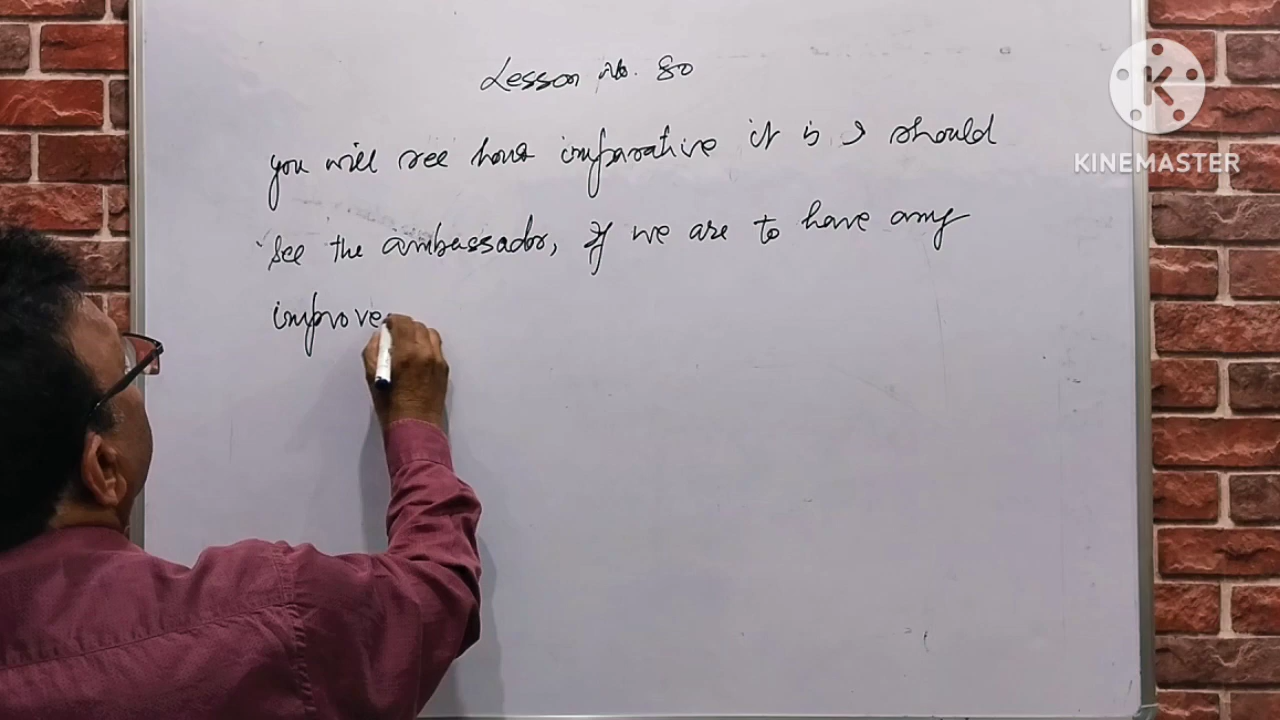 Lesson No. 80
you will see how imparative it is I should
see the ambassador, if we are to have any
improve
KINEMASTER